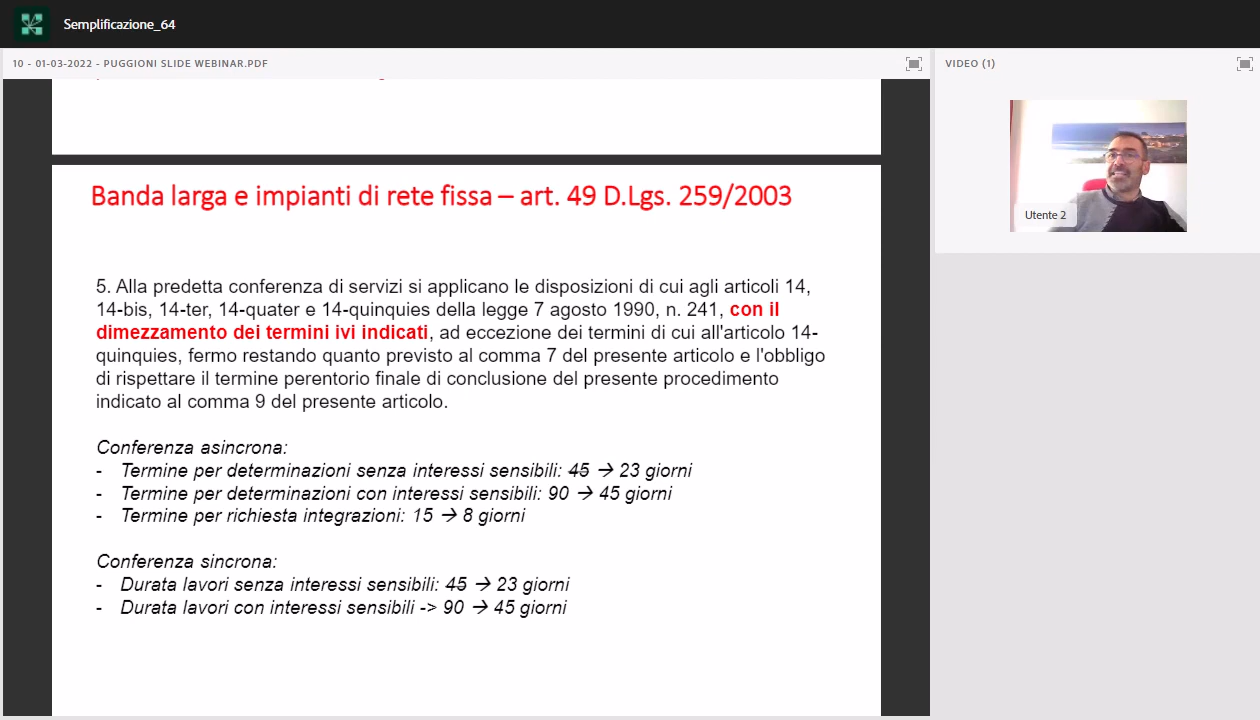 Semplificazione_64
10 - 01-03-2022 - PUGGIONI SLIDE WEBINAR.PDF
VIDEO (1)
Utente 2
Banda larga e impianti di rete fissa – art. 49 D.Lgs. 259/2003
5. Alla predetta conferenza di servizi si applicano le disposizioni di cui agli articoli 14,
14-bis, 14-ter, 14-quater e 14-quinquies della legge 7 agosto 1990, n. 241, con il
dimezzamento dei termini ivi indicati, ad eccezione dei termini di cui all'articolo 14-
quinquies, fermo restando quanto previsto al comma 7 del presente articolo e l'obbligo
di rispettare il termine perentorio finale di conclusione del presente procedimento
indicato al comma 9 del presente articolo.
Conferenza asincrona:
- Termine per determinazioni senza interessi sensibili: 45 → 23 giorni
- Termine per determinazioni con interessi sensibili: 90 → 45 giorni
- Termine per richiesta integrazioni: 15 → 8 giorni
Conferenza sincrona:
- Durata lavori senza interessi sensibili: 45 → 23 giorni
- Durata lavori con interessi sensibili -> 90 → 45 giorni